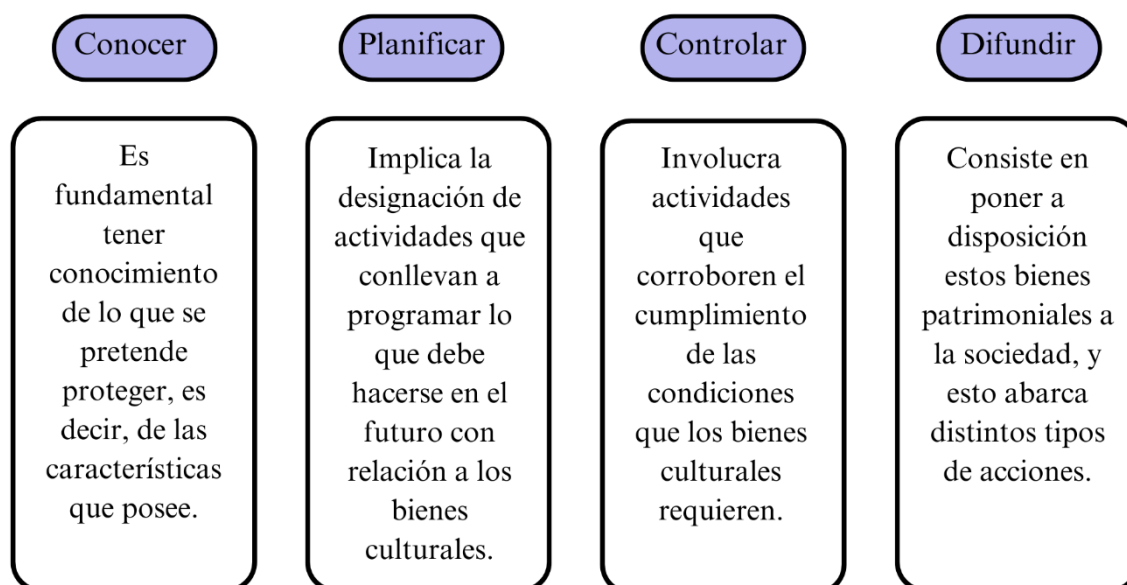 Conocer
Es
fundamental
tener
conocimiento
de lo que se
pretende
proteger, es
decir, de las
características
que posee.
Planificar
Implica la
designación de
actividades que
conllevan a
programar lo
que debe
hacerse en el
futuro con
relación a los
bienes
culturales.
Controlar
Involucra
actividades
que
corroboren el
cumplimiento
de las
condiciones
que los bienes
culturales
requieren.
Difundir
Consiste en
poner a
disposición
estos bienes
patrimoniales a
la sociedad, y
esto abarca
distintos tipos
de acciones.